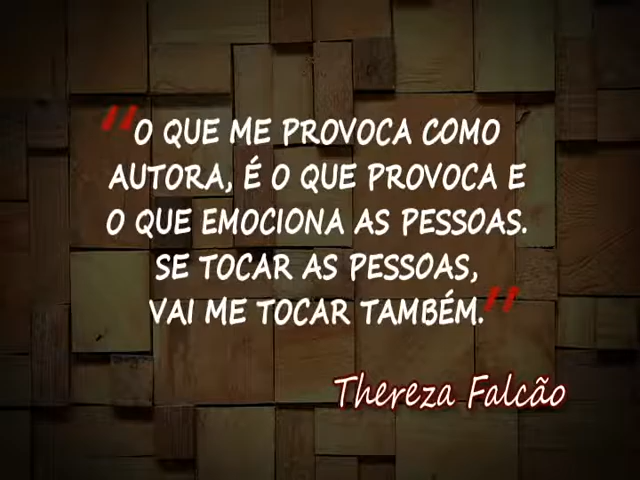 "O QUE ME PROVOCA COMO
AUTORA, É O QUE PROVOCA E
O QUE EMOCIONA AS PESSOAS.
SE TOCAR AS PESSOAS,
VAI ME TOCAR TAMBÉM."
Thereza Falcão